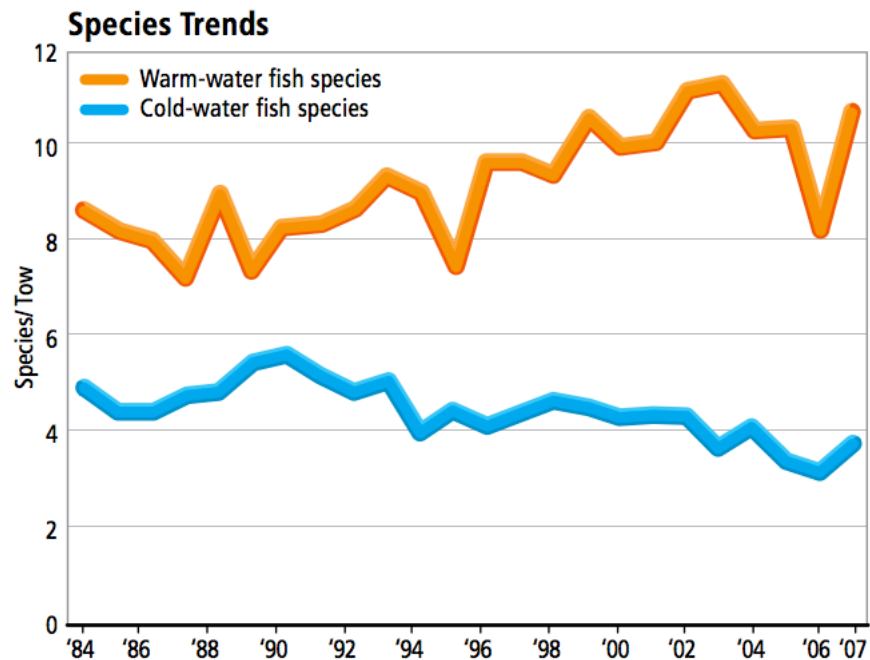 Species Trends
12
Warm-water fish species
Cold-water fish species
10
8
6
4
2
0
Species/Tow
‘84 ‘86 ‘88 ‘90 ‘92 ‘94 ‘96 ‘98 ‘00 ‘02 ‘04 ‘06 ‘07